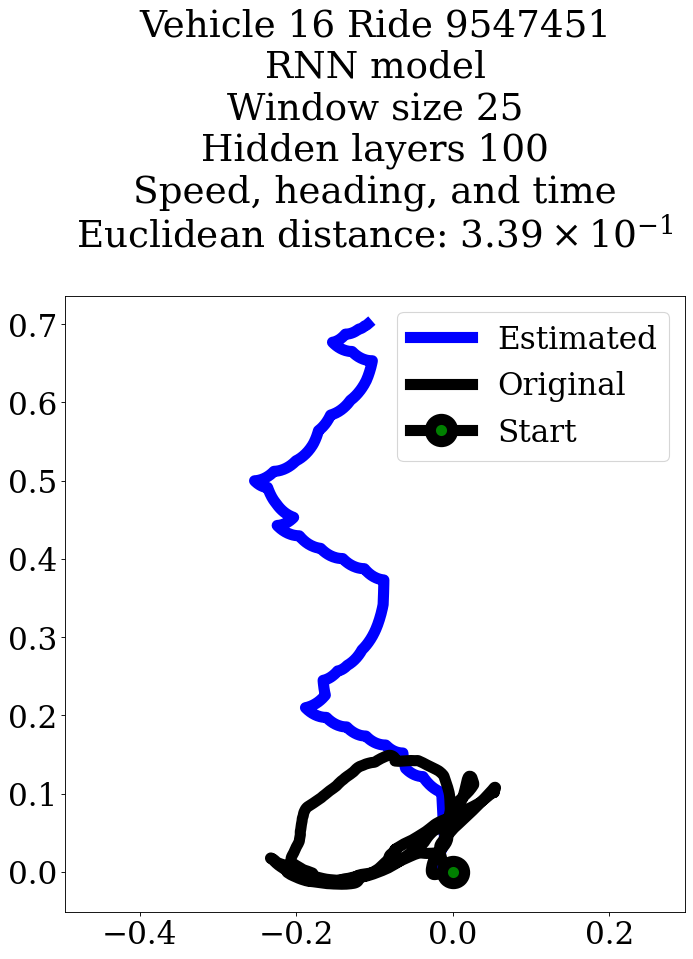 Vehicle 16 Ride 9547451
RNN model
Window size 25
Hidden layers 100
Speed, heading, and time
Euclidean distance: 3.39 × 10⁻¹
Estimated
Original
Start
0.7
0.6
0.5
0.4
0.3
0.2
0.1
0.0
−0.4 −0.2 0.0 0.2